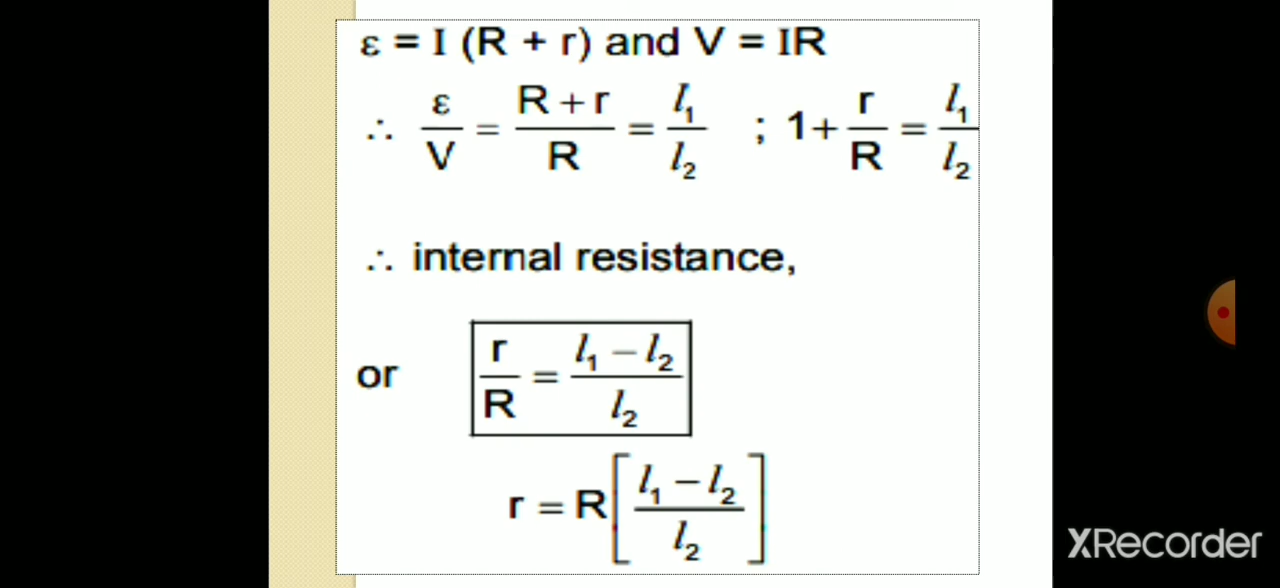 ε = I (R + r) and V = IR
∴ ε/V = (R + r)/R = l₁/l₂ ; 1 + r/R = l₁/l₂
∴ internal resistance,
or r/R = (l₁ − l₂)/l₂
r = R[(l₁ − l₂)/l₂]
XRecorder